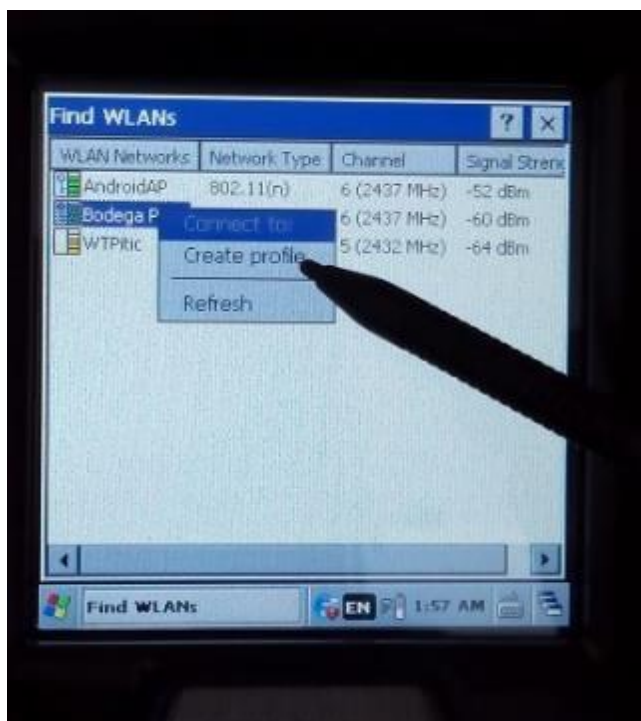 Find WLANs ? ×
WLAN Networks Network Type Channel Signal Streng
AndroidAP 802.11(n) 6 (2437 MHz) -52 dBm
Bodega P 6 (2437 MHz) -60 dBm
WTPitic 5 (2432 MHz) -64 dBm
Connect to:
Create profile
Refresh
Find WLANs EN 1:57 AM